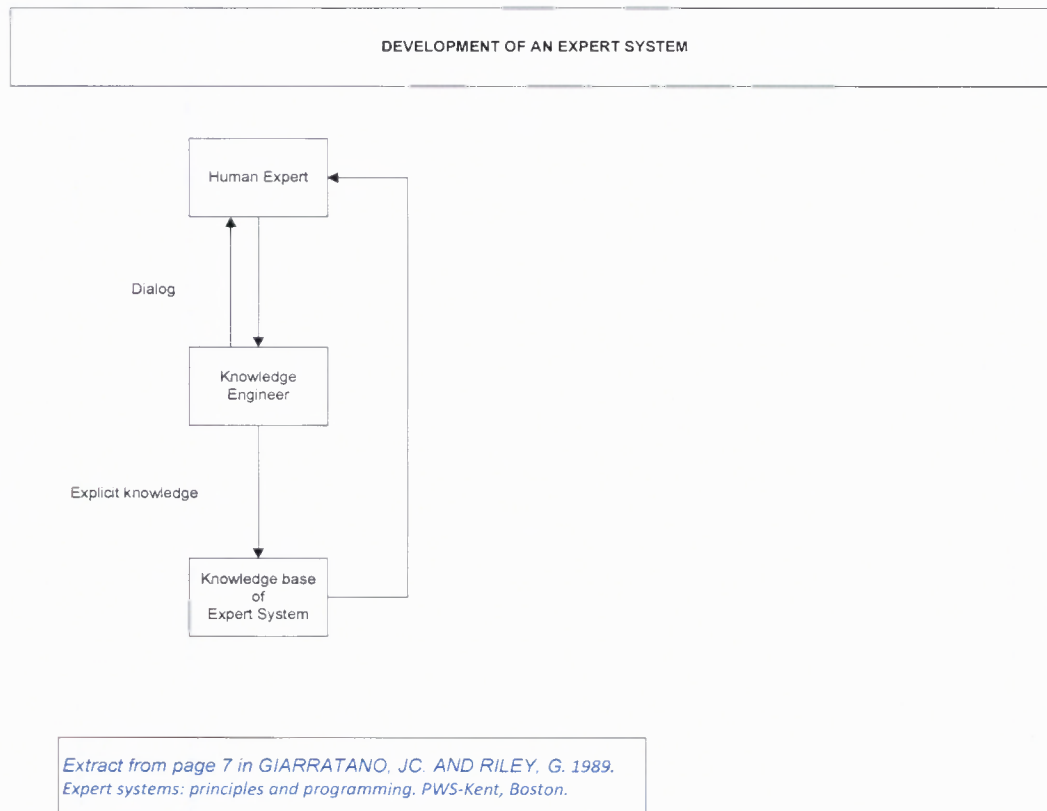 DEVELOPMENT OF AN EXPERT SYSTEM
Human Expert
Dialog
Knowledge
Engineer
Explicit knowledge
Knowledge base
of
Expert System
Extract from page 7 in GIARRATANO, JC. AND RILEY, G. 1989.
Expert systems: principles and programming. PWS-Kent, Boston.